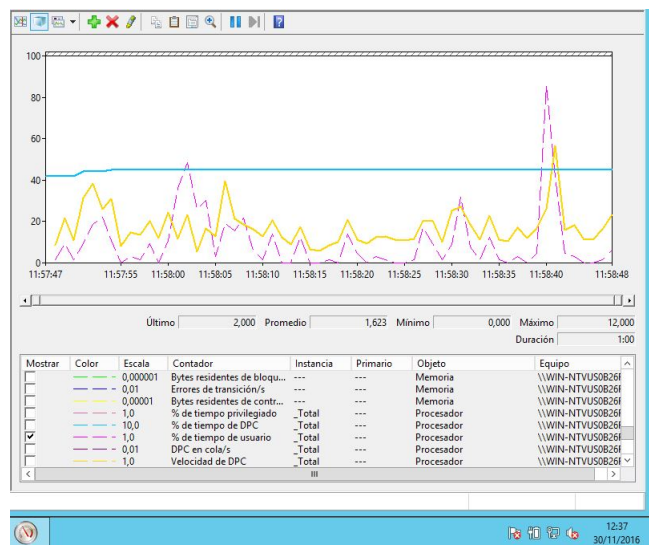 100
80
60
40
20
0
11:57:47 11:57:55 11:58:00 11:58:05 11:58:10 11:58:15 11:58:20 11:58:25 11:58:30 11:58:35 11:58:40 11:58:48
Último 2,000 Promedio 1,623 Mínimo 0,000 Máximo 12,000
Duración 1:00
Mostrar Color Escala Contador Instancia Primario Objeto Equipo
0,000001 Bytes residentes de bloqu... --- --- Memoria \\WIN-NTVUS0B26F
0,01 Errores de transición/s --- --- Memoria \\WIN-NTVUS0B26F
0,00001 Bytes residentes de contr... --- --- Memoria \\WIN-NTVUS0B26F
1,0 % de tiempo privilegiado _Total --- Procesador \\WIN-NTVUS0B26F
10,0 % de tiempo de DPC _Total --- Procesador \\WIN-NTVUS0B26F
1,0 % de tiempo de usuario _Total --- Procesador \\WIN-NTVUS0B26F
0,01 DPC en cola/s _Total --- Procesador \\WIN-NTVUS0B26F
1,0 Velocidad de DPC _Total --- Procesador \\WIN-NTVUS0B26F
12:37
30/11/2016